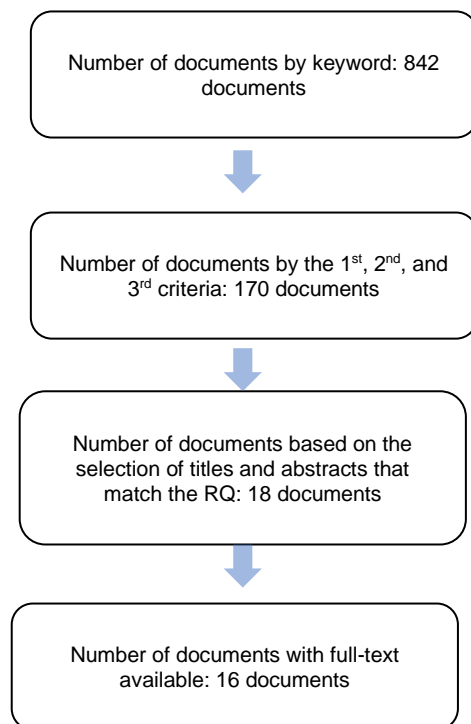 Number of documents by keyword: 842
documents
Number of documents by the 1st, 2nd, and
3rd criteria: 170 documents
Number of documents based on the
selection of titles and abstracts that
match the RQ: 18 documents
Number of documents with full-text
available: 16 documents